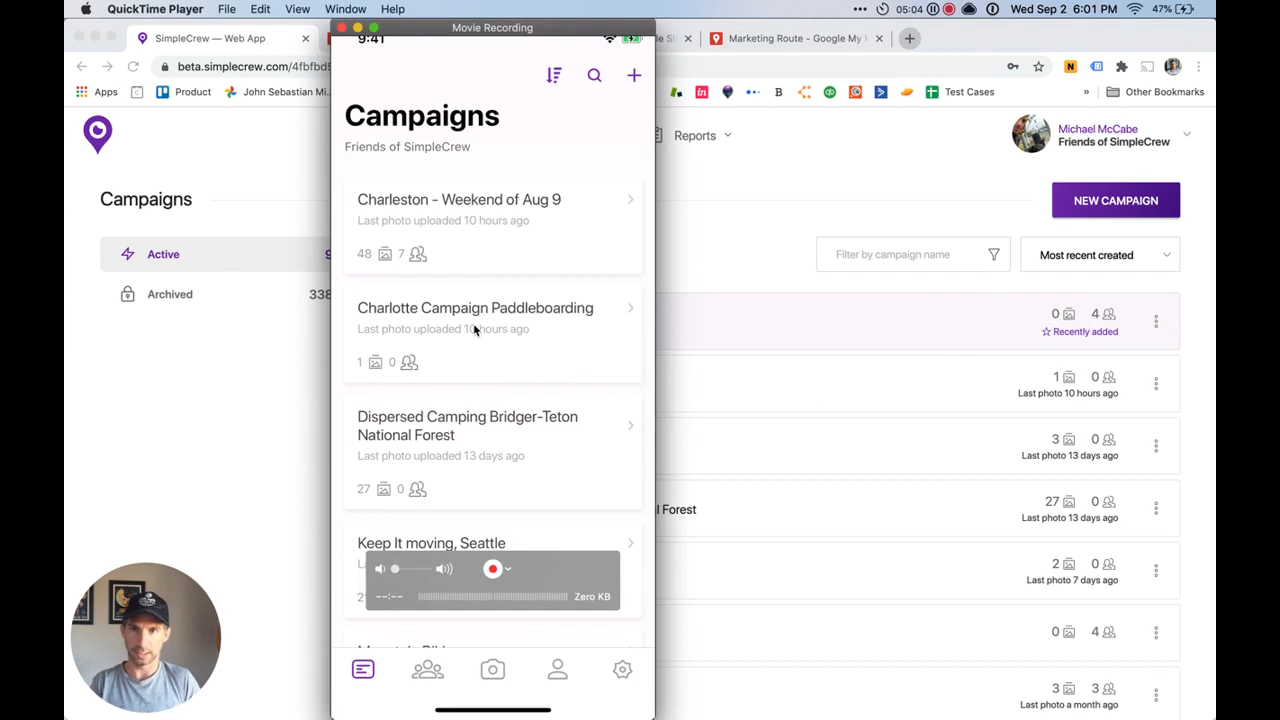 QuickTime Player File Edit View Window Help
05:04 Wed Sep 2 6:01 PM 47%
Movie Recording
SimpleCrew — Web App
Marketing Route - Google My M
beta.simplecrew.com/4fbfbd5
Apps Product John Sebastian Mi... Test Cases » Other Bookmarks
9:41
Campaigns
Friends of SimpleCrew
Charleston - Weekend of Aug 9
Last photo uploaded 10 hours ago
48 7
Charlotte Campaign Paddleboarding
Last photo uploaded 10 hours ago
1 0
Dispersed Camping Bridger-Teton
National Forest
Last photo uploaded 13 days ago
27 0
Keep It moving, Seattle
--:-- Zero KB
Reports
Michael McCabe
Friends of SimpleCrew
Campaigns
NEW CAMPAIGN
Active 9
Archived 338
Filter by campaign name
Most recent created
0 4
Recently added
1 0
Last photo 10 hours ago
3 0
Last photo 13 days ago
l Forest
27 0
Last photo 13 days ago
2 0
Last photo 7 days ago
0 4
3 3
Last photo a month ago